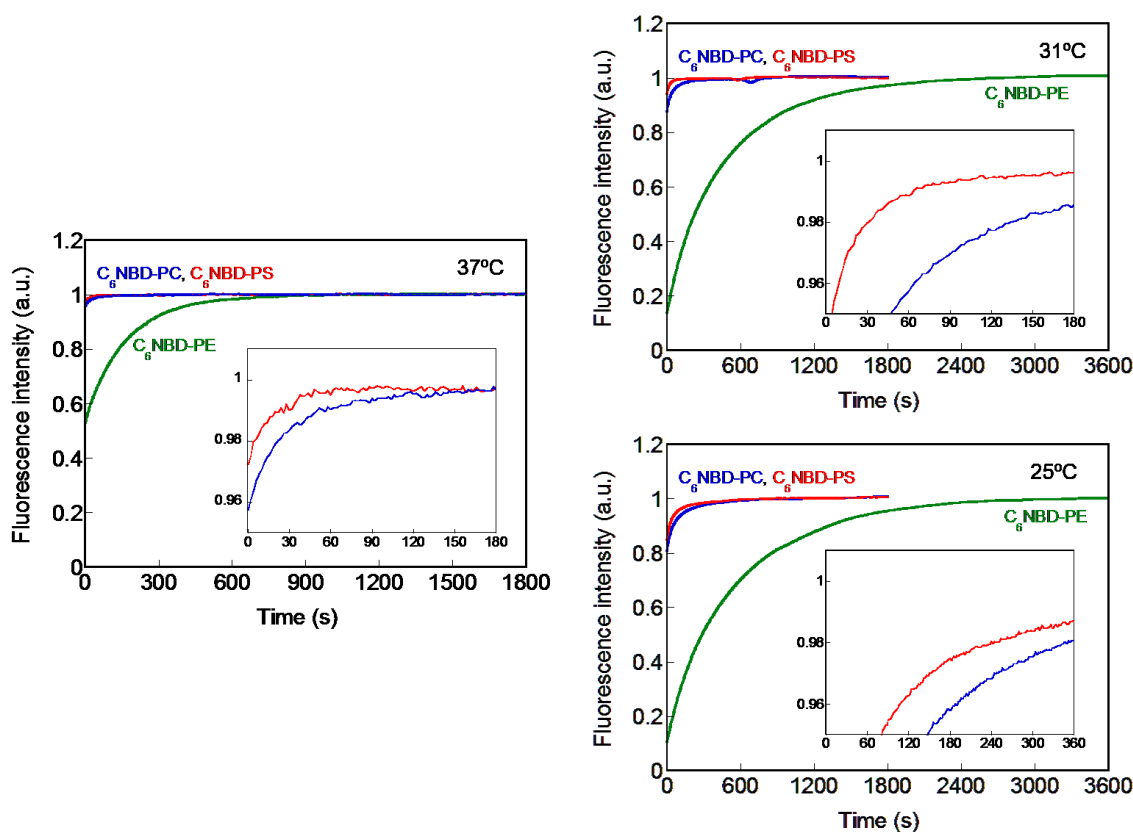 1.2
1
0.8
0.6
0.4
0.2
0
Fluorescence intensity (a.u.)
C6NBD-PC, C6NBD-PS
37ºC
C6NBD-PE
1
0.98
0.96
0 30 60 90 120 150 180
0 300 600 900 1200 1500 1800
Time (s)
1.2
1
0.8
0.6
0.4
0.2
0
Fluorescence intensity (a.u.)
31ºC
C6NBD-PC, C6NBD-PS
C6NBD-PE
1
0.98
0.96
0 30 60 90 120 150 180
0 600 1200 1800 2400 3000 3600
Time (s)
1.2
1
0.8
0.6
0.4
0.2
0
Fluorescence intensity (a.u.)
C6NBD-PC, C6NBD-PS
25ºC
C6NBD-PE
1
0.98
0.96
0 60 120 180 240 300 360
0 600 1200 1800 2400 3000 3600
Time (s)